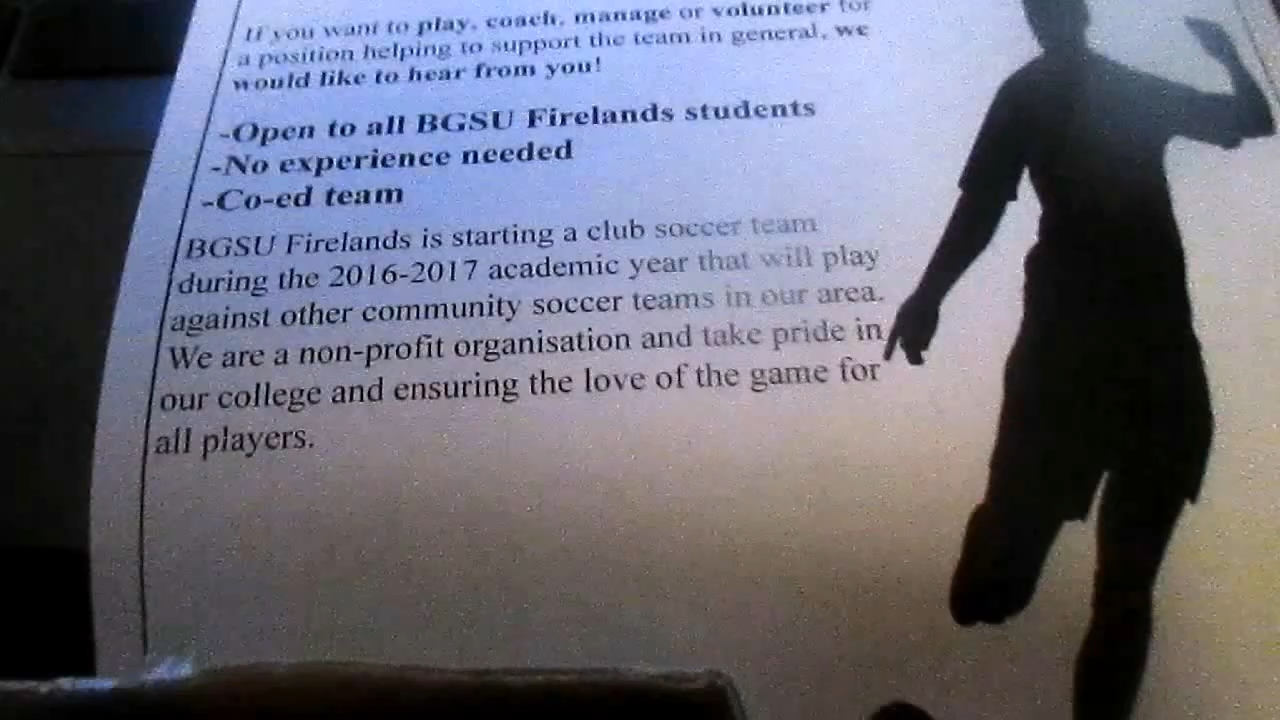 If you want to play, coach, manage or volunteer for
a position helping to support the team in general, we
would like to hear from you!
-Open to all BGSU Firelands students
-No experience needed
-Co-ed team
BGSU Firelands is starting a club soccer team
during the 2016-2017 academic year that will play
against other community soccer teams in our area.
We are a non-profit organisation and take pride in
our college and ensuring the love of the game for
all players.